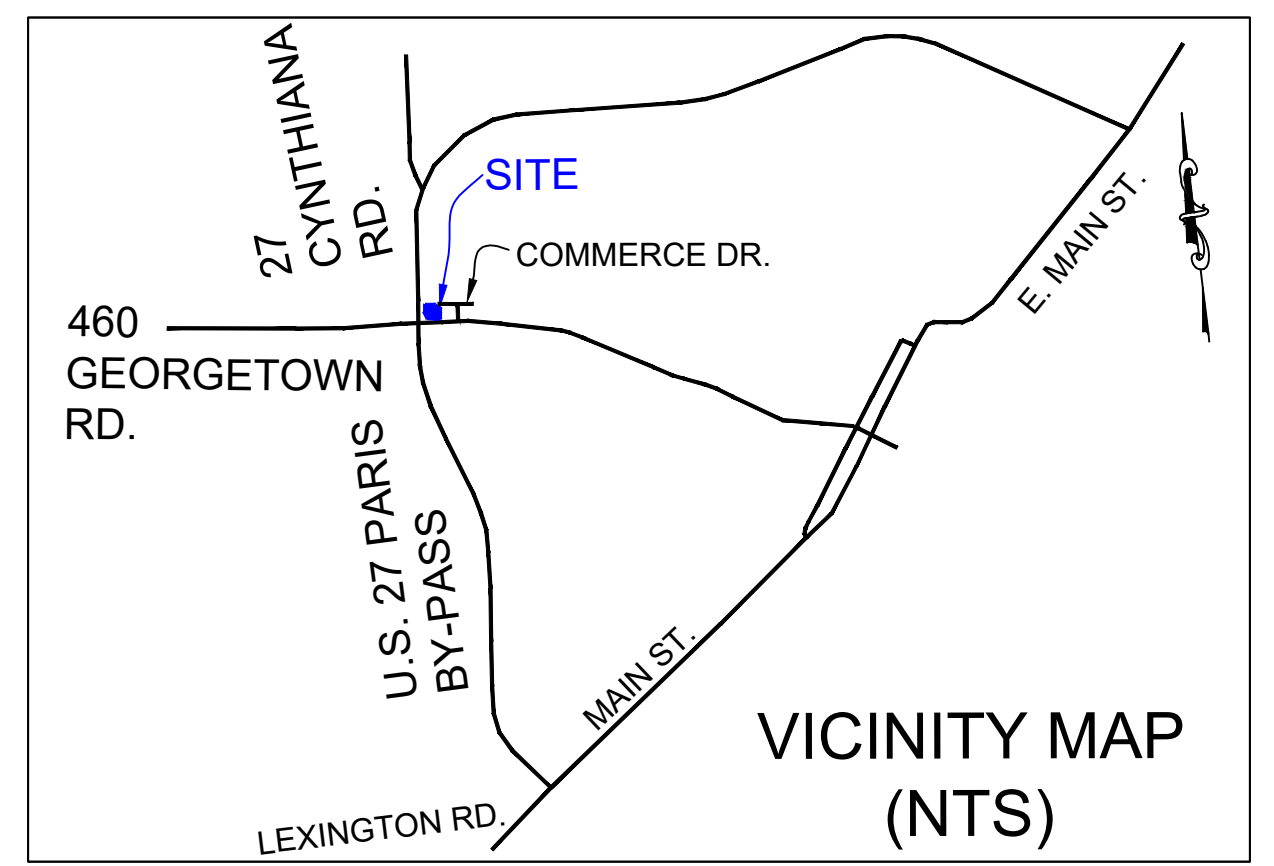 27
CYNTHIANA
RD.
SITE
COMMERCE DR.
E. MAIN ST.
460
GEORGETOWN
RD.
U.S. 27 PARIS
BY-PASS
MAIN ST.
LEXINGTON RD.
VICINITY MAP
(NTS)